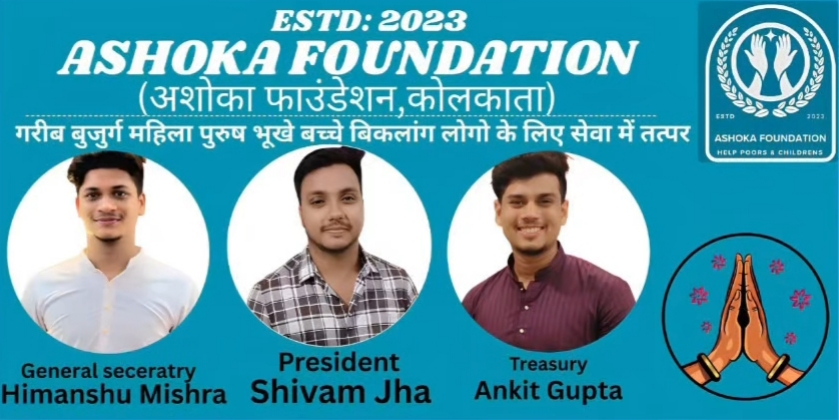 ESTD: 2023
ASHOKA FOUNDATION
(अशोका फाउंडेशन,कोलकाता)
गरीब बुजुर्ग महिला पुरुष भूखे बच्चे बिकलांग लोगो के लिए सेवा में तत्पर
ESTD 2023
ASHOKA FOUNDATION
HELP POORS & CHILDRENS
General seceratry
Himanshu Mishra
President
Shivam Jha
Treasury
Ankit Gupta